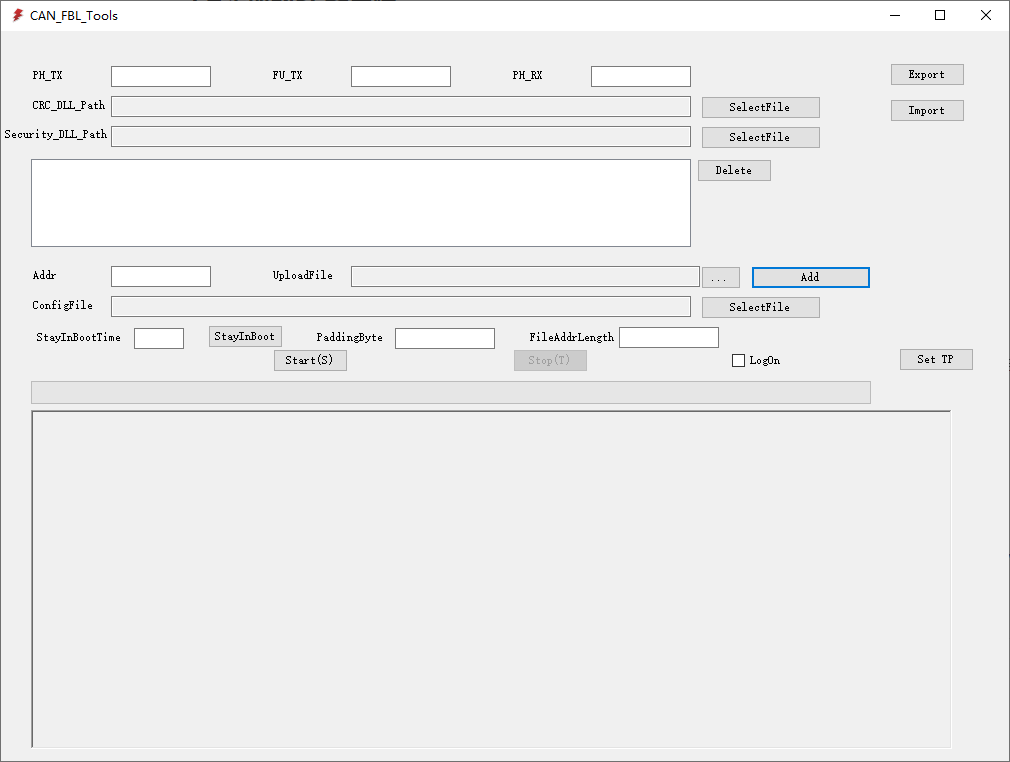 CAN_FBL_Tools
PH_TX FU_TX PH_RX Export
CRC_DLL_Path SelectFile Import
Security_DLL_Path SelectFile
Delete
Addr UploadFile ... Add
ConfigFile SelectFile
StayInBootTime StayInBoot PaddingByte FileAddrLength
Start(S) Stop(T) LogOn Set TP